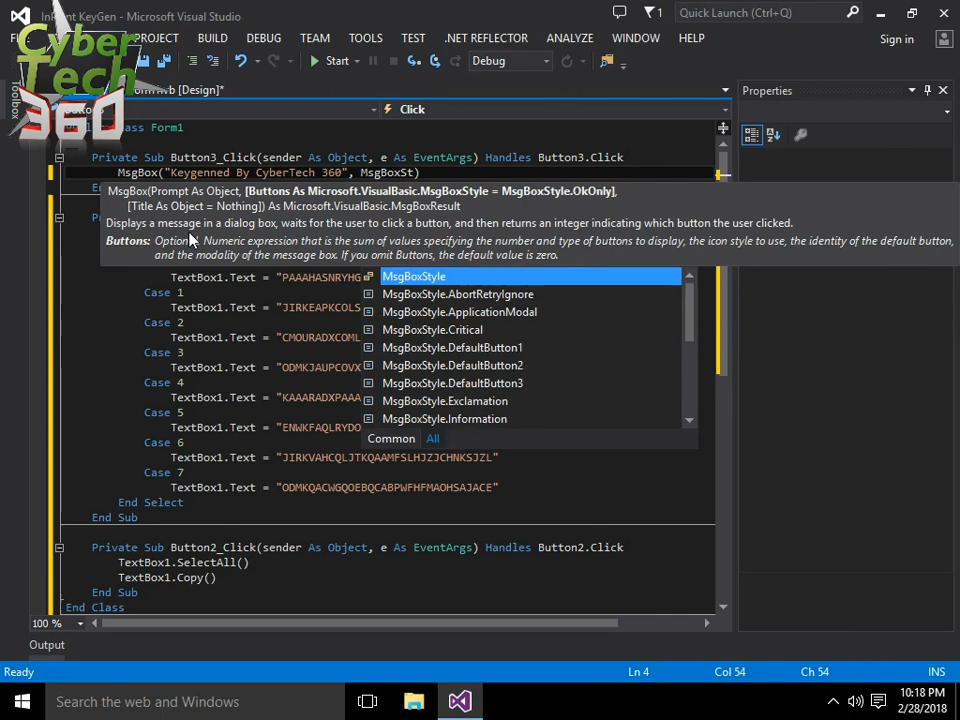 InPoint KeyGen - Microsoft Visual Studio
1
Quick Launch (Ctrl+Q)
PROJECT BUILD DEBUG TEAM TOOLS TEST .NET REFLECTOR ANALYZE WINDOW HELP
Sign in
Cyber
Tech
360
Start
Debug
Toolbox
[Design]*
Properties
Click
Class Form1
Private Sub Button3_Click(sender As Object, e As EventArgs) Handles Button3.Click
MsgBox("Keygenned By CyberTech 360", MsgBoxSt)
MsgBox(Prompt As Object, [Buttons As Microsoft.VisualBasic.MsgBoxStyle = MsgBoxStyle.OkOnly],
[Title As Object = Nothing]) As Microsoft.VisualBasic.MsgBoxResult
Displays a message in a dialog box, waits for the user to click a button, and then returns an integer indicating which button the user clicked.
Buttons: Numeric expression that is the sum of values specifying the number and type of buttons to display, the icon style to use, the identity of the default button,
and the modality of the message box. If you omit Buttons, the default value is zero.
TextBox1.Text = "PAAAHASNRYHG
Case 1
TextBox1.Text = "JIRKEAPKCOLS
Case 2
TextBox1.Text = "CMOURADXCOML
Case 3
TextBox1.Text = "ODMKJAUPCOVX
Case 4
TextBox1.Text = "KAAARADXPAAA
Case 5
TextBox1.Text = "ENWKFAQLRYDO
Case 6
TextBox1.Text = "JIRKVAHCQLJTKQAAMFSLHJZJCHNKSJZL"
Case 7
TextBox1.Text = "ODMKQACWGQOEBQCABPWFHFMAOHSAJACE"
End Select
End Sub
MsgBoxStyle
MsgBoxStyle.AbortRetryIgnore
MsgBoxStyle.ApplicationModal
MsgBoxStyle.Critical
MsgBoxStyle.DefaultButton1
MsgBoxStyle.DefaultButton2
MsgBoxStyle.DefaultButton3
MsgBoxStyle.Exclamation
MsgBoxStyle.Information
Common All
Private Sub Button2_Click(sender As Object, e As EventArgs) Handles Button2.Click
TextBox1.SelectAll()
TextBox1.Copy()
End Sub
End Class
100 %
Output
Ready
Ln 4
Col 54
Ch 54
INS
Search the web and Windows
10:18 PM
2/28/2018